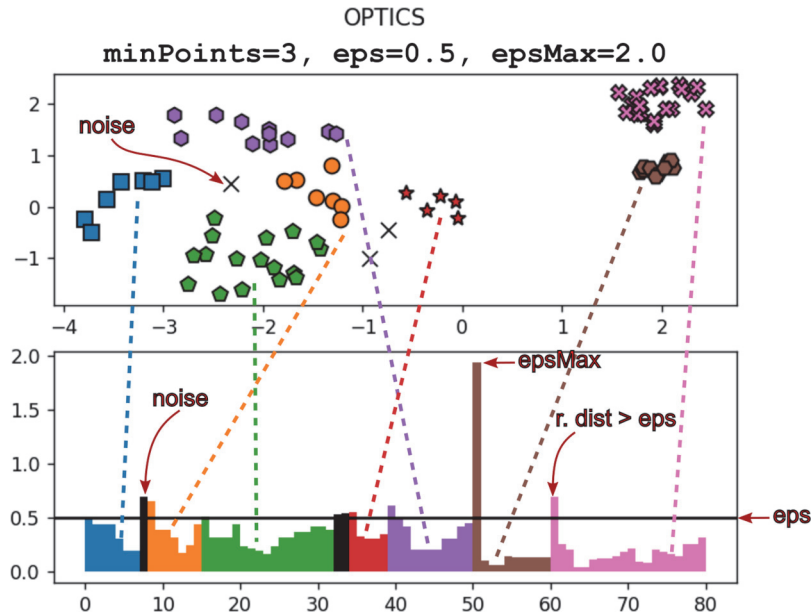 OPTICS
minPoints=3, eps=0.5, epsMax=2.0
2
noise
1
0
-1
-4 -3 -2 -1 0 1 2
2.0
epsMax
noise
r. dist > eps
1.5
1.0
0.5
eps
0.0
0 10 20 30 40 50 60 70 80